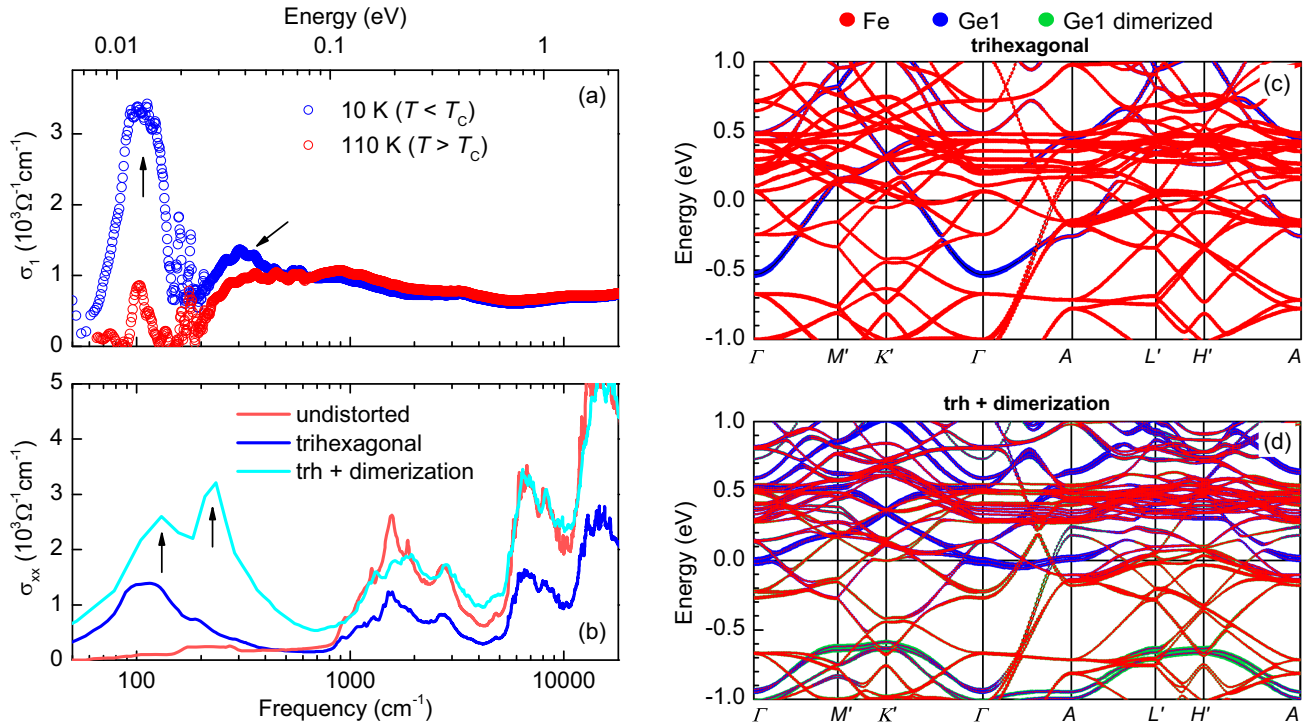 Energy (eV)
0.01 0.1 1
(a)
10 K (T < T_C)
110 K (T > T_C)
σ₁ (10³Ω⁻¹cm⁻¹)
3
2
1
0
(b)
undistorted
trihexagonal
trh + dimerization
σ_xx (10³Ω⁻¹cm⁻¹)
5
4
3
2
1
0
100 1000 10000
Frequency (cm⁻¹)
Fe Ge1 Ge1 dimerized
trihexagonal
(c)
Energy (eV)
1.0
0.5
0.0
-0.5
-1.0
Γ M' K' Γ A L' H' A
trh + dimerization
(d)
Energy (eV)
1.0
0.5
0.0
-0.5
-1.0
Γ M' K' Γ A L' H' A